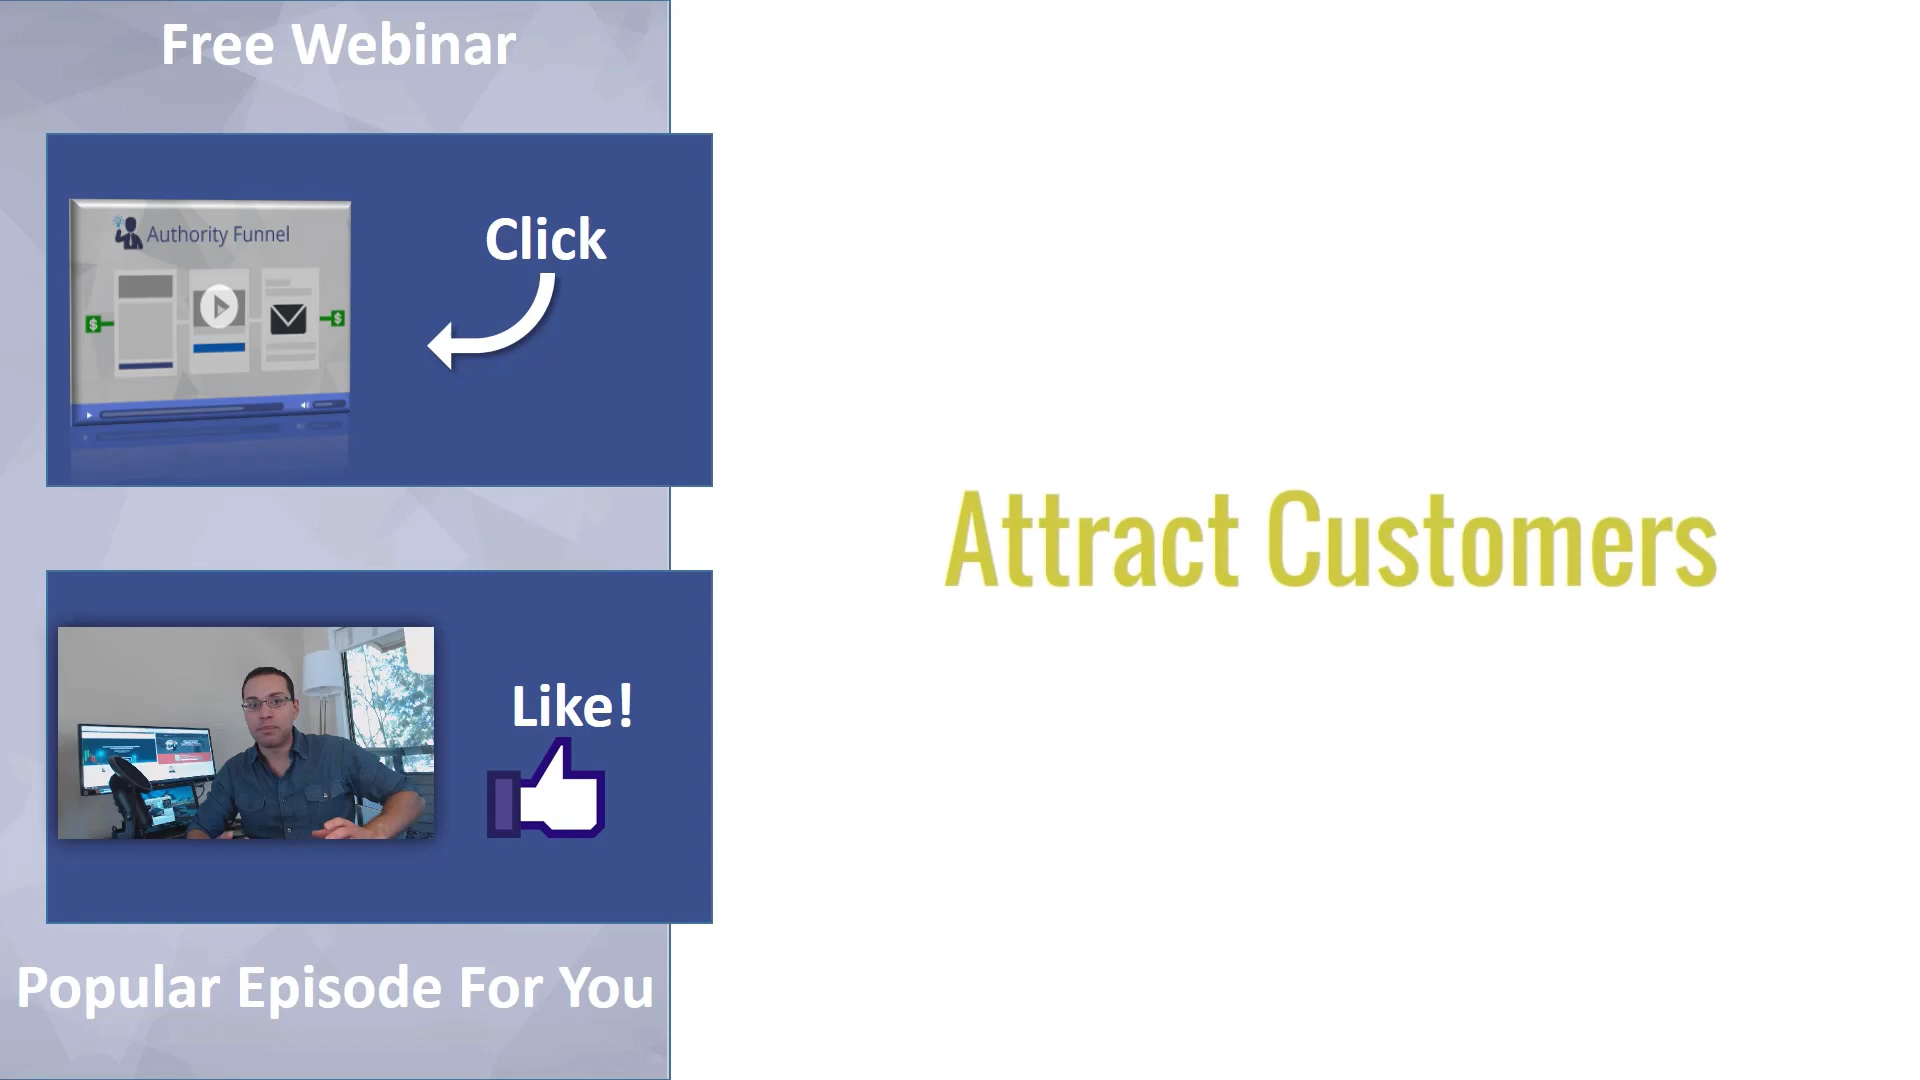 Free Webinar
Authority Funnel
Click
$
$
Like!
Popular Episode For You
Attract Customers